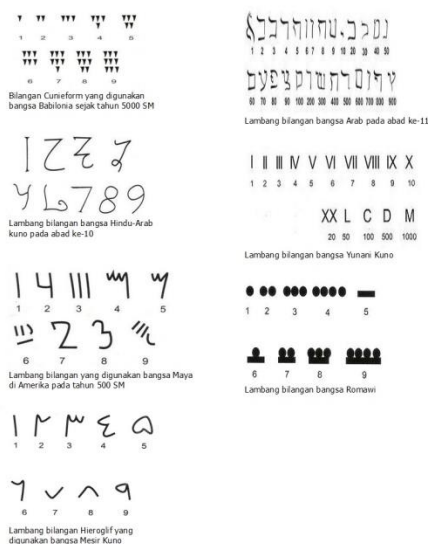 1 2 3 4 5
6 7 8 9
Bilangan Cunieform yang digunakan
bangsa Babilonia sejak tahun 5000 SM
7 8 9
Lambang bilangan bangsa Hindu-Arab
kuno pada abad ke-10
1 2 3 4 5
6 7 8 9
Lambang bilangan yang digunakan bangsa Maya
di Amerika pada tahun 500 SM
1 2 3 4 5
6 7 8 9
Lambang bilangan Hieroglif yang
digunakan bangsa Mesir Kuno
1 2 3 4 5 6 7 8 9 10 20 30 40 50
60 70 80 90 100 200 300 400 500 600 700 800 900
Lambang bilangan bangsa Arab pada abad ke-11
I II III IV V VI VII VIII IX X
1 2 3 4 5 6 7 8 9 10
XX L C D M
20 50 100 500 1000
Lambang bilangan bangsa Yunani Kuno
1 2 3 4 5
6 7 8 9
Lambang bilangan bangsa Romawi